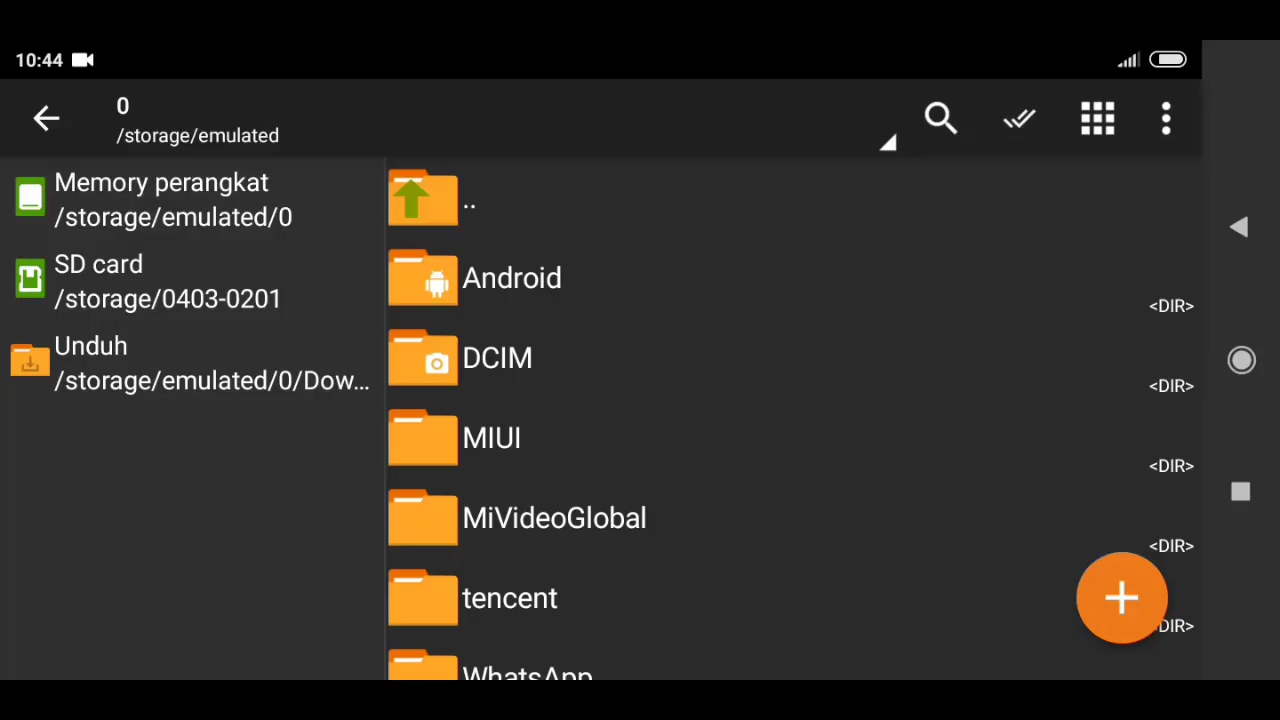 10:44
0
/storage/emulated
Memory perangkat
/storage/emulated/0
SD card
/storage/0403-0201
Unduh
/storage/emulated/0/Dow...
..
Android
<DIR>
DCIM
<DIR>
MIUI
<DIR>
MiVideoGlobal
<DIR>
tencent
DIR>
WhatsApp